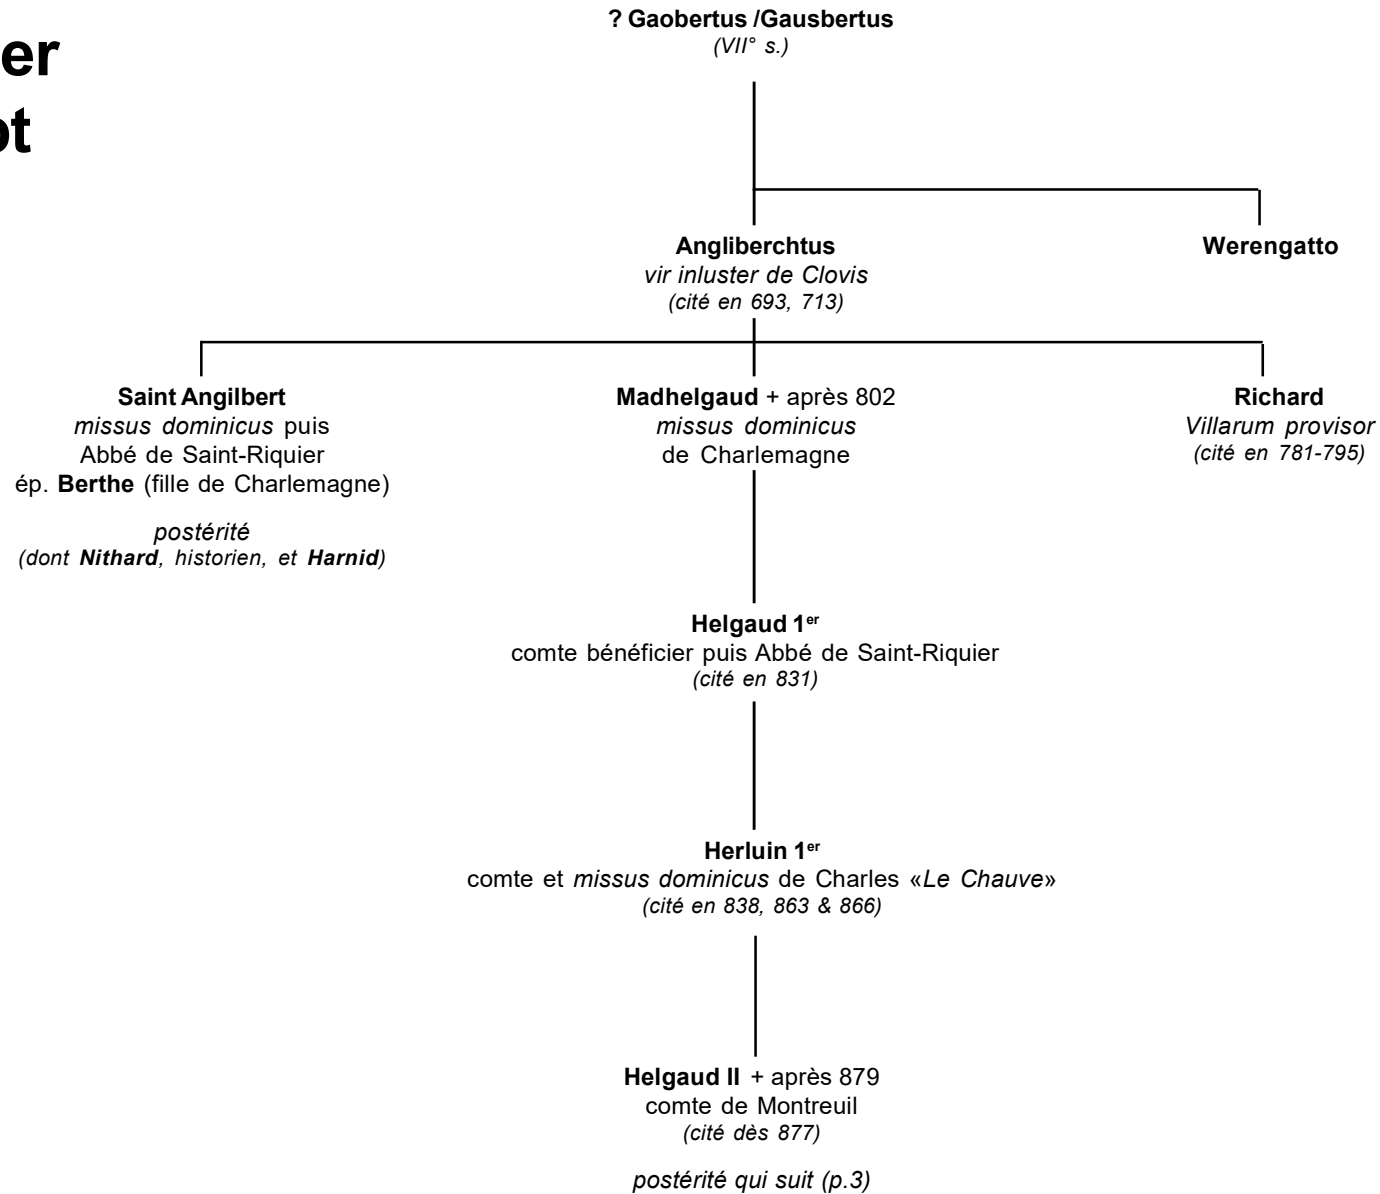 er
ot
? Gaobertus /Gausbertus
(VII° s.)
Angliberchtus
vir inluster de Clovis
(cité en 693, 713)
Werengatto
Saint Angilbert
missus dominicus puis
Abbé de Saint-Riquier
ép. Berthe (fille de Charlemagne)
postérité
(dont Nithard, historien, et Harnid)
Madhelgaud + après 802
missus dominicus
de Charlemagne
Richard
Villarum provisor
(cité en 781-795)
Helgaud 1er
comte bénéficier puis Abbé de Saint-Riquier
(cité en 831)
Herluin 1er
comte et missus dominicus de Charles «Le Chauve»
(cité en 838, 863 & 866)
Helgaud II + après 879
comte de Montreuil
(cité dès 877)
postérité qui suit (p.3)